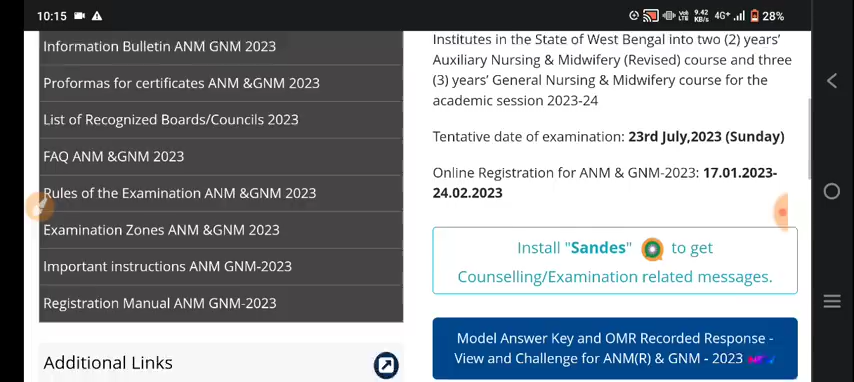 10:15
9.42 KB/s VoLTE 4G+ 28%
Information Bulletin ANM GNM 2023
Proformas for certificates ANM &GNM 2023
List of Recognized Boards/Councils 2023
FAQ ANM &GNM 2023
Rules of the Examination ANM &GNM 2023
Examination Zones ANM &GNM 2023
Important instructions ANM GNM-2023
Registration Manual ANM GNM-2023
Additional Links
Institutes in the State of West Bengal into two (2) years’
Auxiliary Nursing & Midwifery (Revised) course and three
(3) years’ General Nursing & Midwifery course for the
academic session 2023-24
Tentative date of examination: 23rd July,2023 (Sunday)
Online Registration for ANM & GNM-2023: 17.01.2023-
24.02.2023
Install "Sandes" to get
Counselling/Examination related messages.
Model Answer Key and OMR Recorded Response -
View and Challenge for ANM(R) & GNM - 2023